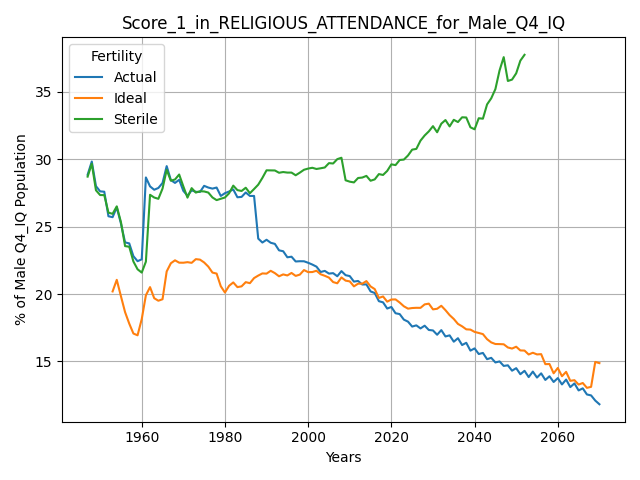 Score_1_in_RELIGIOUS_ATTENDANCE_for_Male_Q4_IQ
Fertility
Actual
Ideal
Sterile
% of Male Q4_IQ Population
35
30
25
20
15
1960 1980 2000 2020 2040 2060
Years